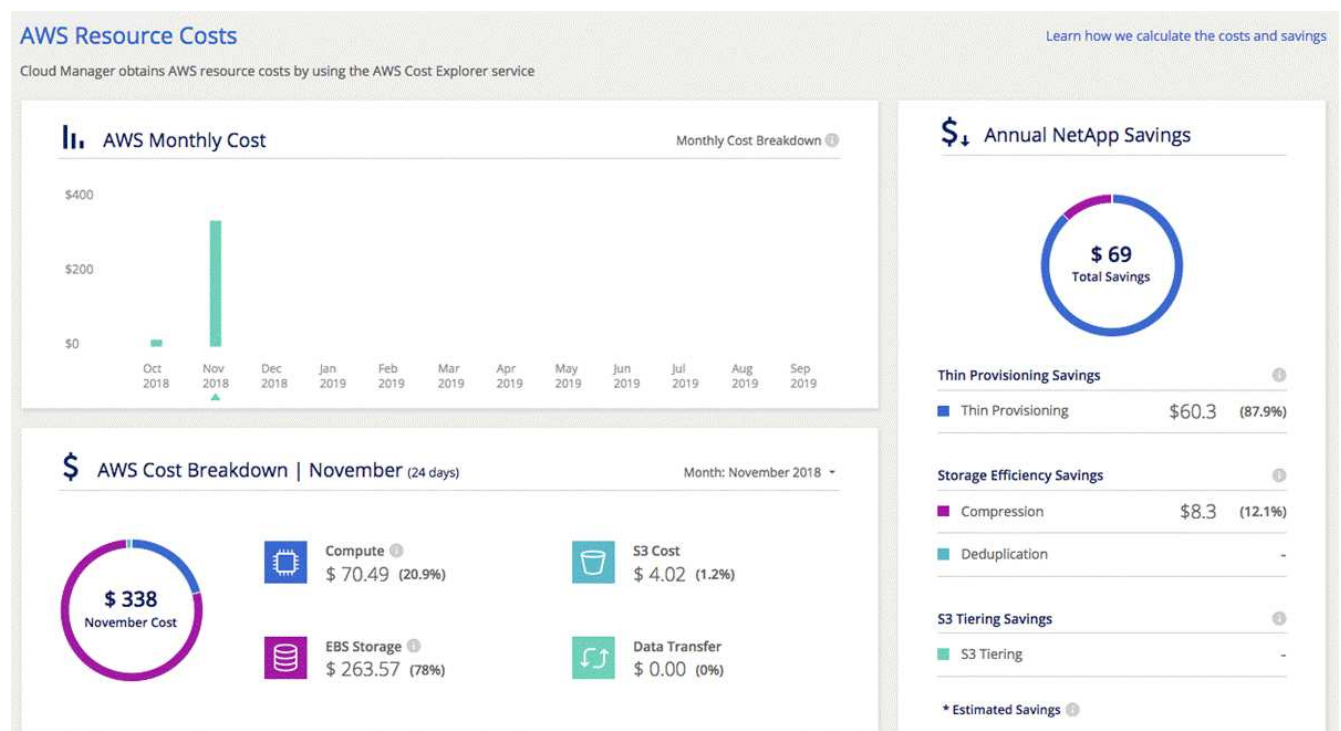 AWS Resource Costs
Learn how we calculate the costs and savings
Cloud Manager obtains AWS resource costs by using the AWS Cost Explorer service
AWS Monthly Cost
Monthly Cost Breakdown
$400
$200
$0
Oct 2018
Nov 2018
Dec 2018
Jan 2019
Feb 2019
Mar 2019
Apr 2019
May 2019
Jun 2019
Jul 2019
Aug 2019
Sep 2019
AWS Cost Breakdown | November (24 days)
Month: November 2018
$ 338
November Cost
Compute
$ 70.49 (20.9%)
S3 Cost
$ 4.02 (1.2%)
EBS Storage
$ 263.57 (78%)
Data Transfer
$ 0.00 (0%)
Annual NetApp Savings
$ 69
Total Savings
Thin Provisioning Savings
Thin Provisioning $60.3 (87.9%)
Storage Efficiency Savings
Compression $8.3 (12.1%)
Deduplication -
S3 Tiering Savings
S3 Tiering -
* Estimated Savings